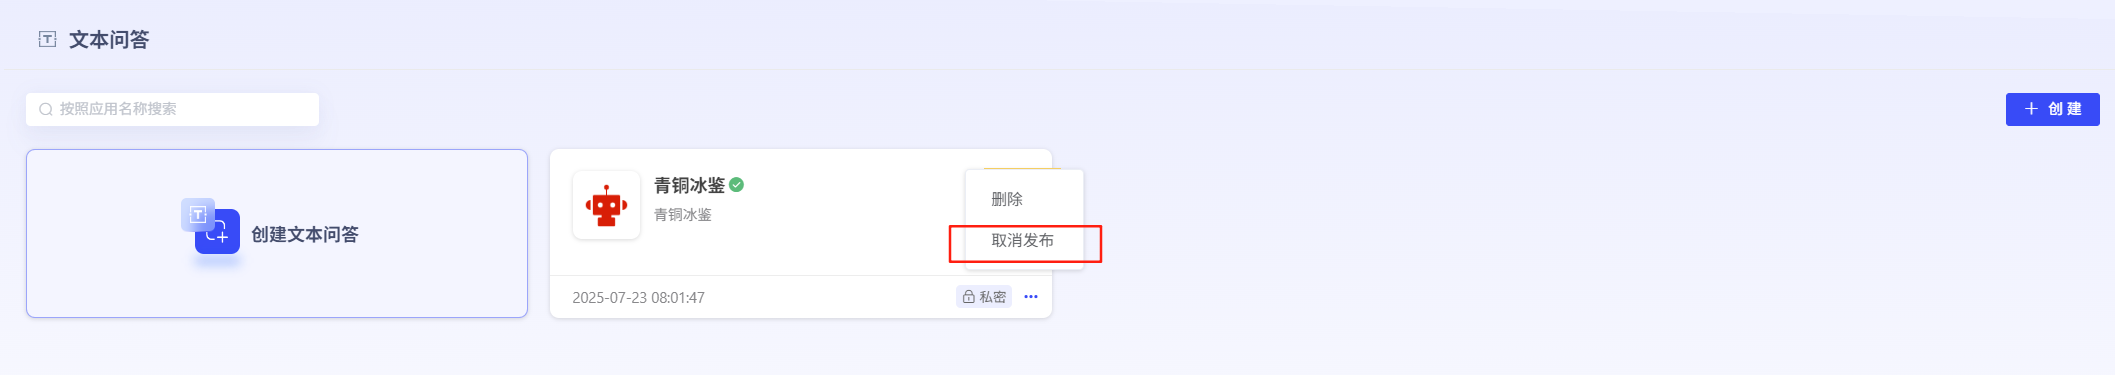 文本问答
按照应用名称搜索
创建
创建文本问答
青铜冰鉴
青铜冰鉴
删除
取消发布
2025-07-23 08:01:47
私密